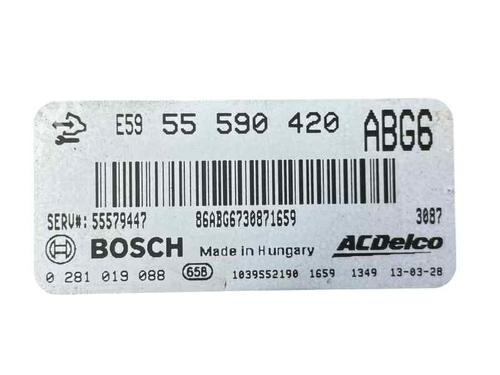 E59 55 590 420 ABG6
SERV#: 55579447 86ABG6730871659 3087
BOSCH Made in Hungary ACDelco
0 281 019 088 65B 1039S52190 1659 1349 13-03-28